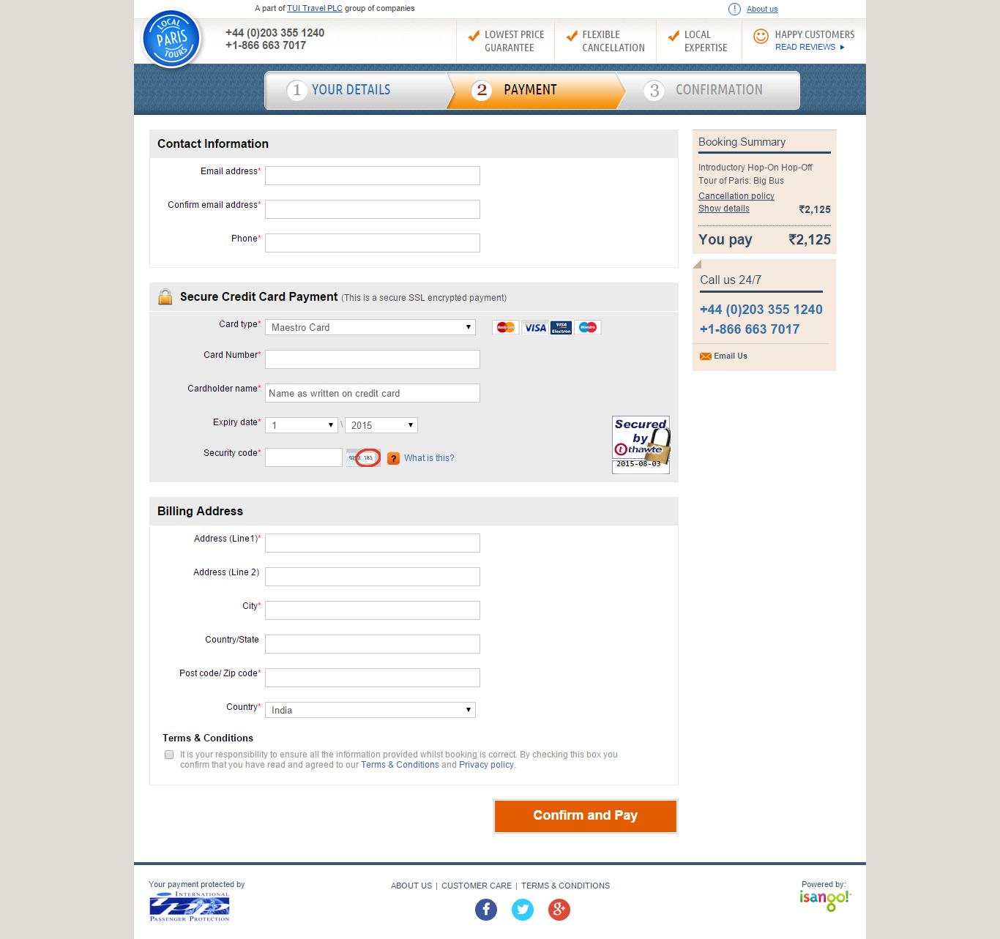 A part of TUI Travel PLC group of companies
About us
LOCAL
PARIS
TOURS
+44 (0)203 355 1240
+1-866 663 7017
LOWEST PRICE
GUARANTEE
FLEXIBLE
CANCELLATION
LOCAL
EXPERTISE
HAPPY CUSTOMERS
READ REVIEWS
1 YOUR DETAILS
2 PAYMENT
3 CONFIRMATION
Contact Information
Email address*
Confirm email address*
Phone*
Secure Credit Card Payment (This is a secure SSL encrypted payment)
Card type* Maestro Card
MasterCard VISA VISA Electron Maestro
Card Number*
Cardholder name* Name as written on credit card
Expiry date* 1 \ 2015
Security code* 183 ? What is this?
Secured
by
thawte
2015-08-03
Billing Address
Address (Line1)*
Address (Line 2)
City*
Country/State
Post code/ Zip code*
Country* India
Terms & Conditions
It is your responsibility to ensure all the information provided whilst booking is correct. By checking this box you
confirm that you have read and agreed to our Terms & Conditions and Privacy policy.
Confirm and Pay
Booking Summary
Introductory Hop-On Hop-Off
Tour of Paris: Big Bus
Cancellation policy
Show details ₹2,125
You pay ₹2,125
Call us 24/7
+44 (0)203 355 1240
+1-866 663 7017
Email Us
Your payment protected by
INTERNATIONAL
PASSENGER PROTECTION
ABOUT US | CUSTOMER CARE | TERMS & CONDITIONS
f g+
Powered by:
isango!